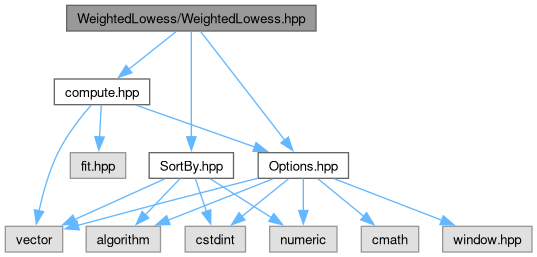 WeightedLowess/WeightedLowess.hpp
compute.hpp
fit.hpp
SortBy.hpp
Options.hpp
vector
algorithm
cstdint
numeric
cmath
window.hpp